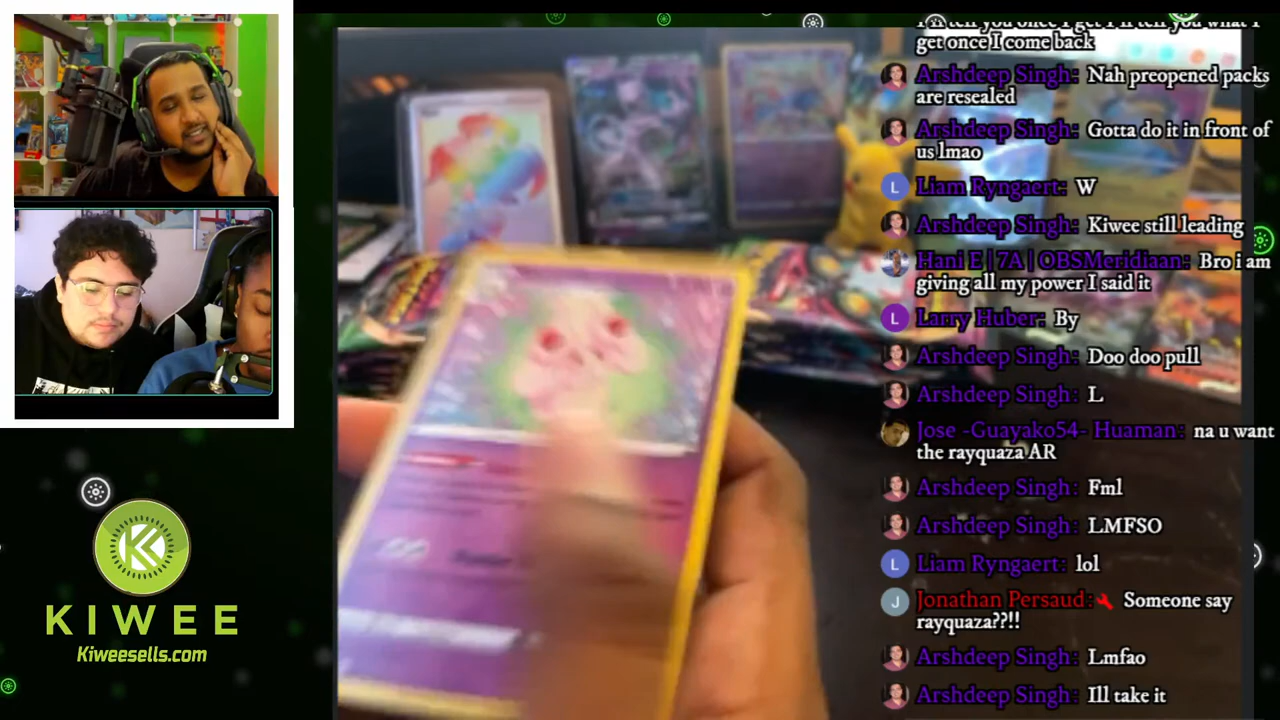 I'll tell you once I get I'll tell you what I
get once I come back
Arshdeep Singh: Nah preopened packs
are resealed
Arshdeep Singh: Gotta do it in front of
us lmao
L Liam Ryngaert: W
Arshdeep Singh: Kiwee still leading
Hani E | 7A | OBSMeridiaan: Bro i am
giving all my power I said it
L Larry Huber: By
Arshdeep Singh: Doo doo pull
Arshdeep Singh: L
Jose -Guayako54- Huaman: na u want
the rayquaza AR
Arshdeep Singh: Fml
Arshdeep Singh: LMFSO
L Liam Ryngaert: lol
J Jonathan Persaud: Someone say
rayquaza??!!
Arshdeep Singh: Lmfao
Arshdeep Singh: Ill take it
K
KIWEE
Kiweesells.com